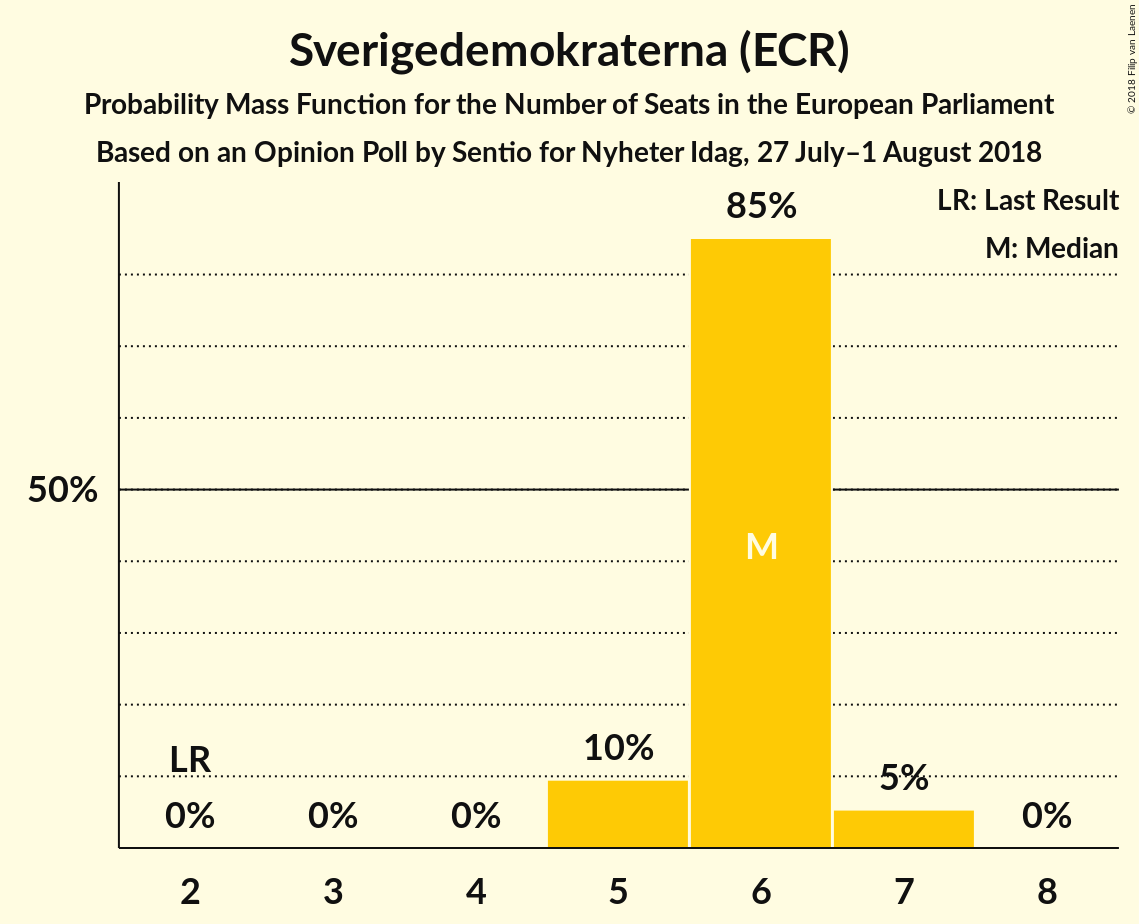 Sverigedemokraterna (ECR)
Probability Mass Function for the Number of Seats in the European Parliament
Based on an Opinion Poll by Sentio for Nyheter Idag, 27 July–1 August 2018
© 2018 Filip van Laenen
LR: Last Result
M: Median
85%
50%
M
LR
10%
5%
0%
0%
0%
0%
2
3
4
5
6
7
8